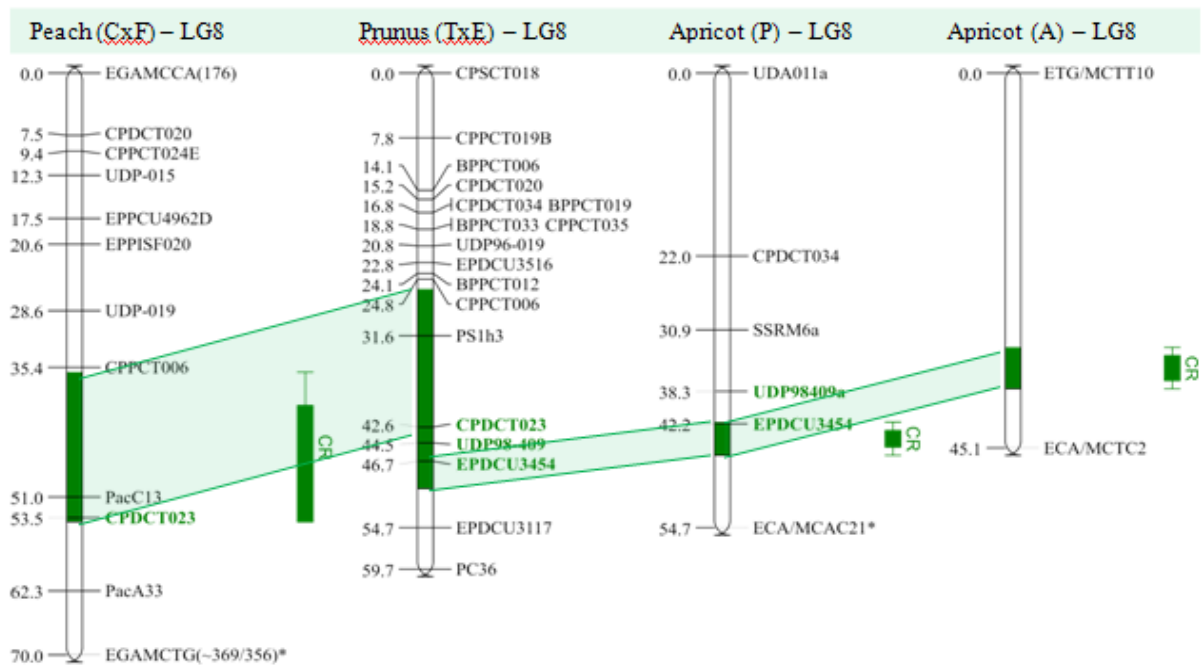 Peach (CxF) – LG8
0.0 EGAMCCA(176)
7.5 CPDCT020
9.4 CPPCT024E
12.3 UDP-015
17.5 EPPCU4962D
20.6 EPPISF020
28.6 UDP-019
35.4 CPPCT006
51.0 PacC13
53.5 CPDCT023
62.3 PacA33
70.0 EGAMCTG(~369/356)*
CR
Prunus (TxE) – LG8
0.0 CPSCT018
7.8 CPPCT019B
14.1 BPPCT006
15.2 CPDCT020
16.8 CPDCT034 BPPCT019
18.8 BPPCT033 CPPCT035
20.8 UDP96-019
22.8 EPDCU3516
24.1 BPPCT012
24.8 CPPCT006
31.6 PS1h3
42.6 CPDCT023
44.5 UDP98-409
46.7 EPDCU3454
54.7 EPDCU3117
59.7 PC36
Apricot (P) – LG8
0.0 UDA011a
22.0 CPDCT034
30.9 SSRM6a
38.3 UDP98409a
42.2 EPDCU3454
54.7 ECA/MCAC21*
CR
Apricot (A) – LG8
0.0 ETG/MCTT10
45.1 ECA/MCTC2
CR